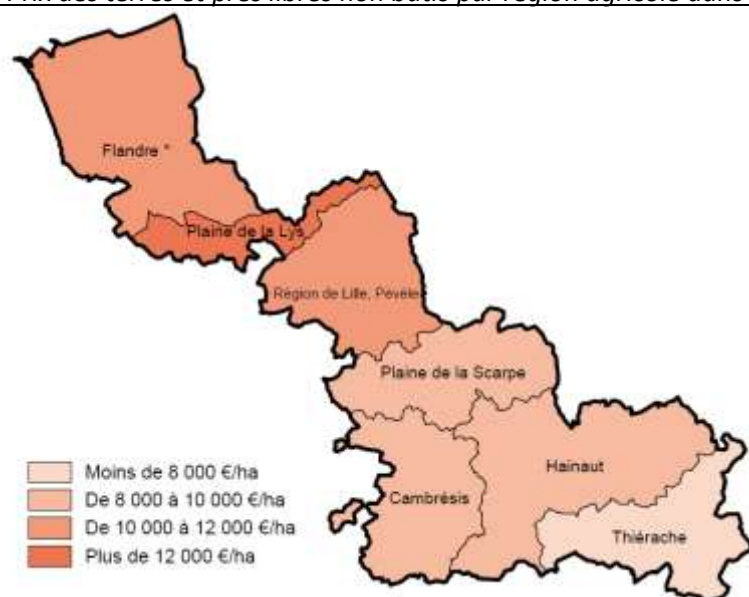 Prix des terres et prés libres non bâtis par région agricole dans
Flandre *
Plaine de la Lys
Région de Lille, Pévèle
Plaine de la Scarpe
Hainaut
Cambrésis
Thiérache
Moins de 8 000 €/ha
De 8 000 à 10 000 €/ha
De 10 000 à 12 000 €/ha
Plus de 12 000 €/ha